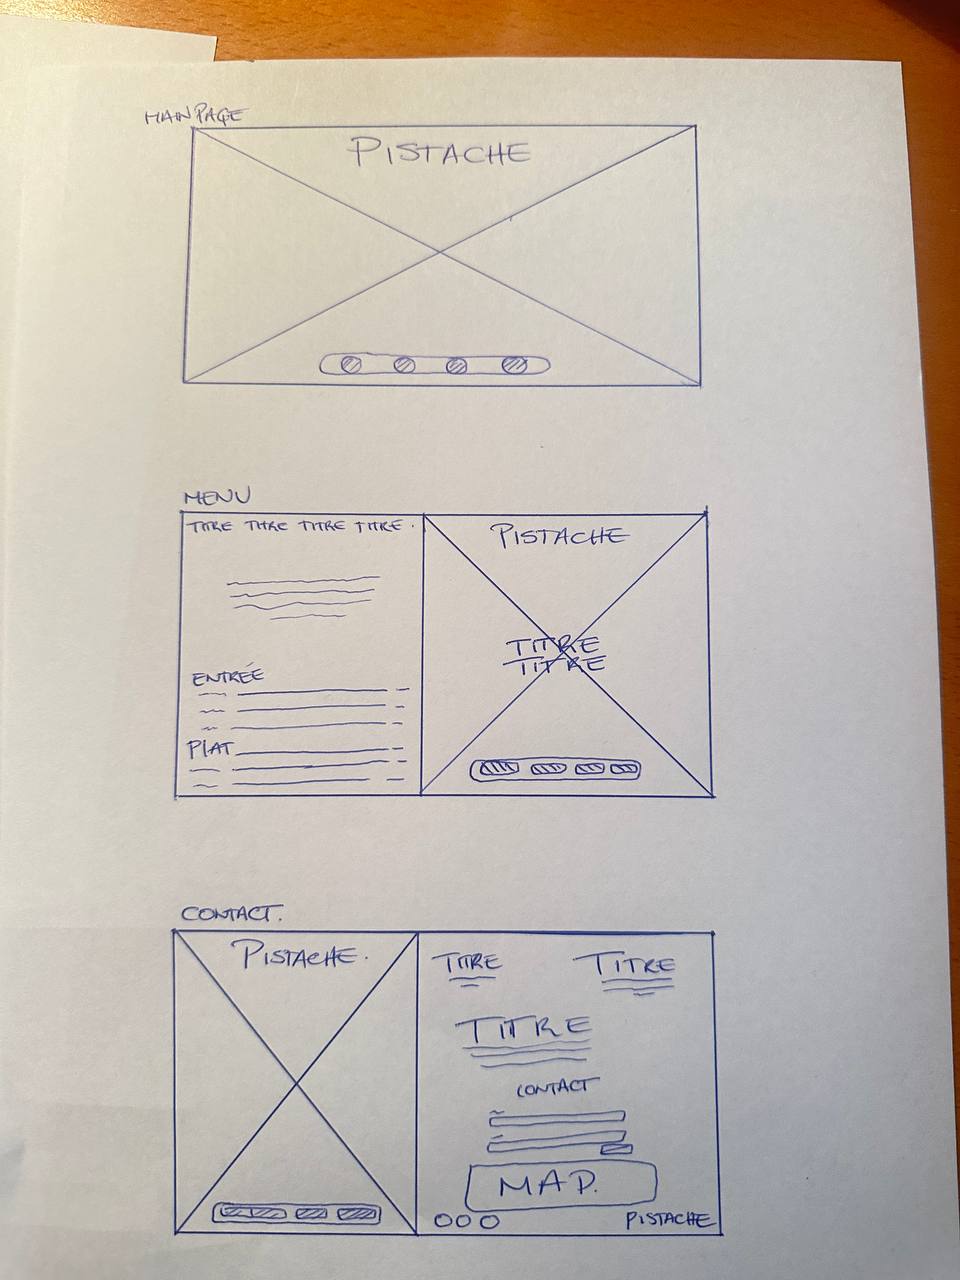 MAIN PAGE
PISTACHE
MENU
TITRE TITRE TITRE TITRE.
PISTACHE
TITRE
TITRE
ENTRÉE
PLAT
CONTACT.
PISTACHE.
TITRE TITRE
TITRE
CONTACT
MAP.
PISTACHE